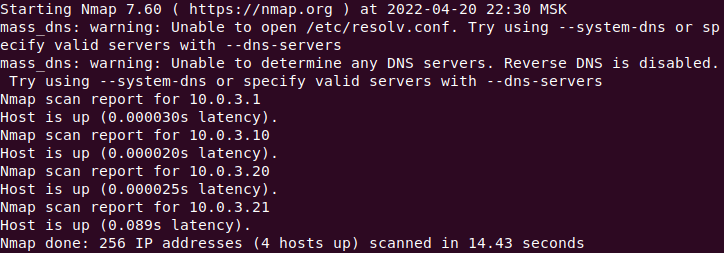 Starting Nmap 7.60 ( https://nmap.org ) at 2022-04-20 22:30 MSK
mass_dns: warning: Unable to open /etc/resolv.conf. Try using --system-dns or sp
ecify valid servers with --dns-servers
mass_dns: warning: Unable to determine any DNS servers. Reverse DNS is disabled.
 Try using --system-dns or specify valid servers with --dns-servers
Nmap scan report for 10.0.3.1
Host is up (0.000030s latency).
Nmap scan report for 10.0.3.10
Host is up (0.000020s latency).
Nmap scan report for 10.0.3.20
Host is up (0.000025s latency).
Nmap scan report for 10.0.3.21
Host is up (0.089s latency).
Nmap done: 256 IP addresses (4 hosts up) scanned in 14.43 seconds